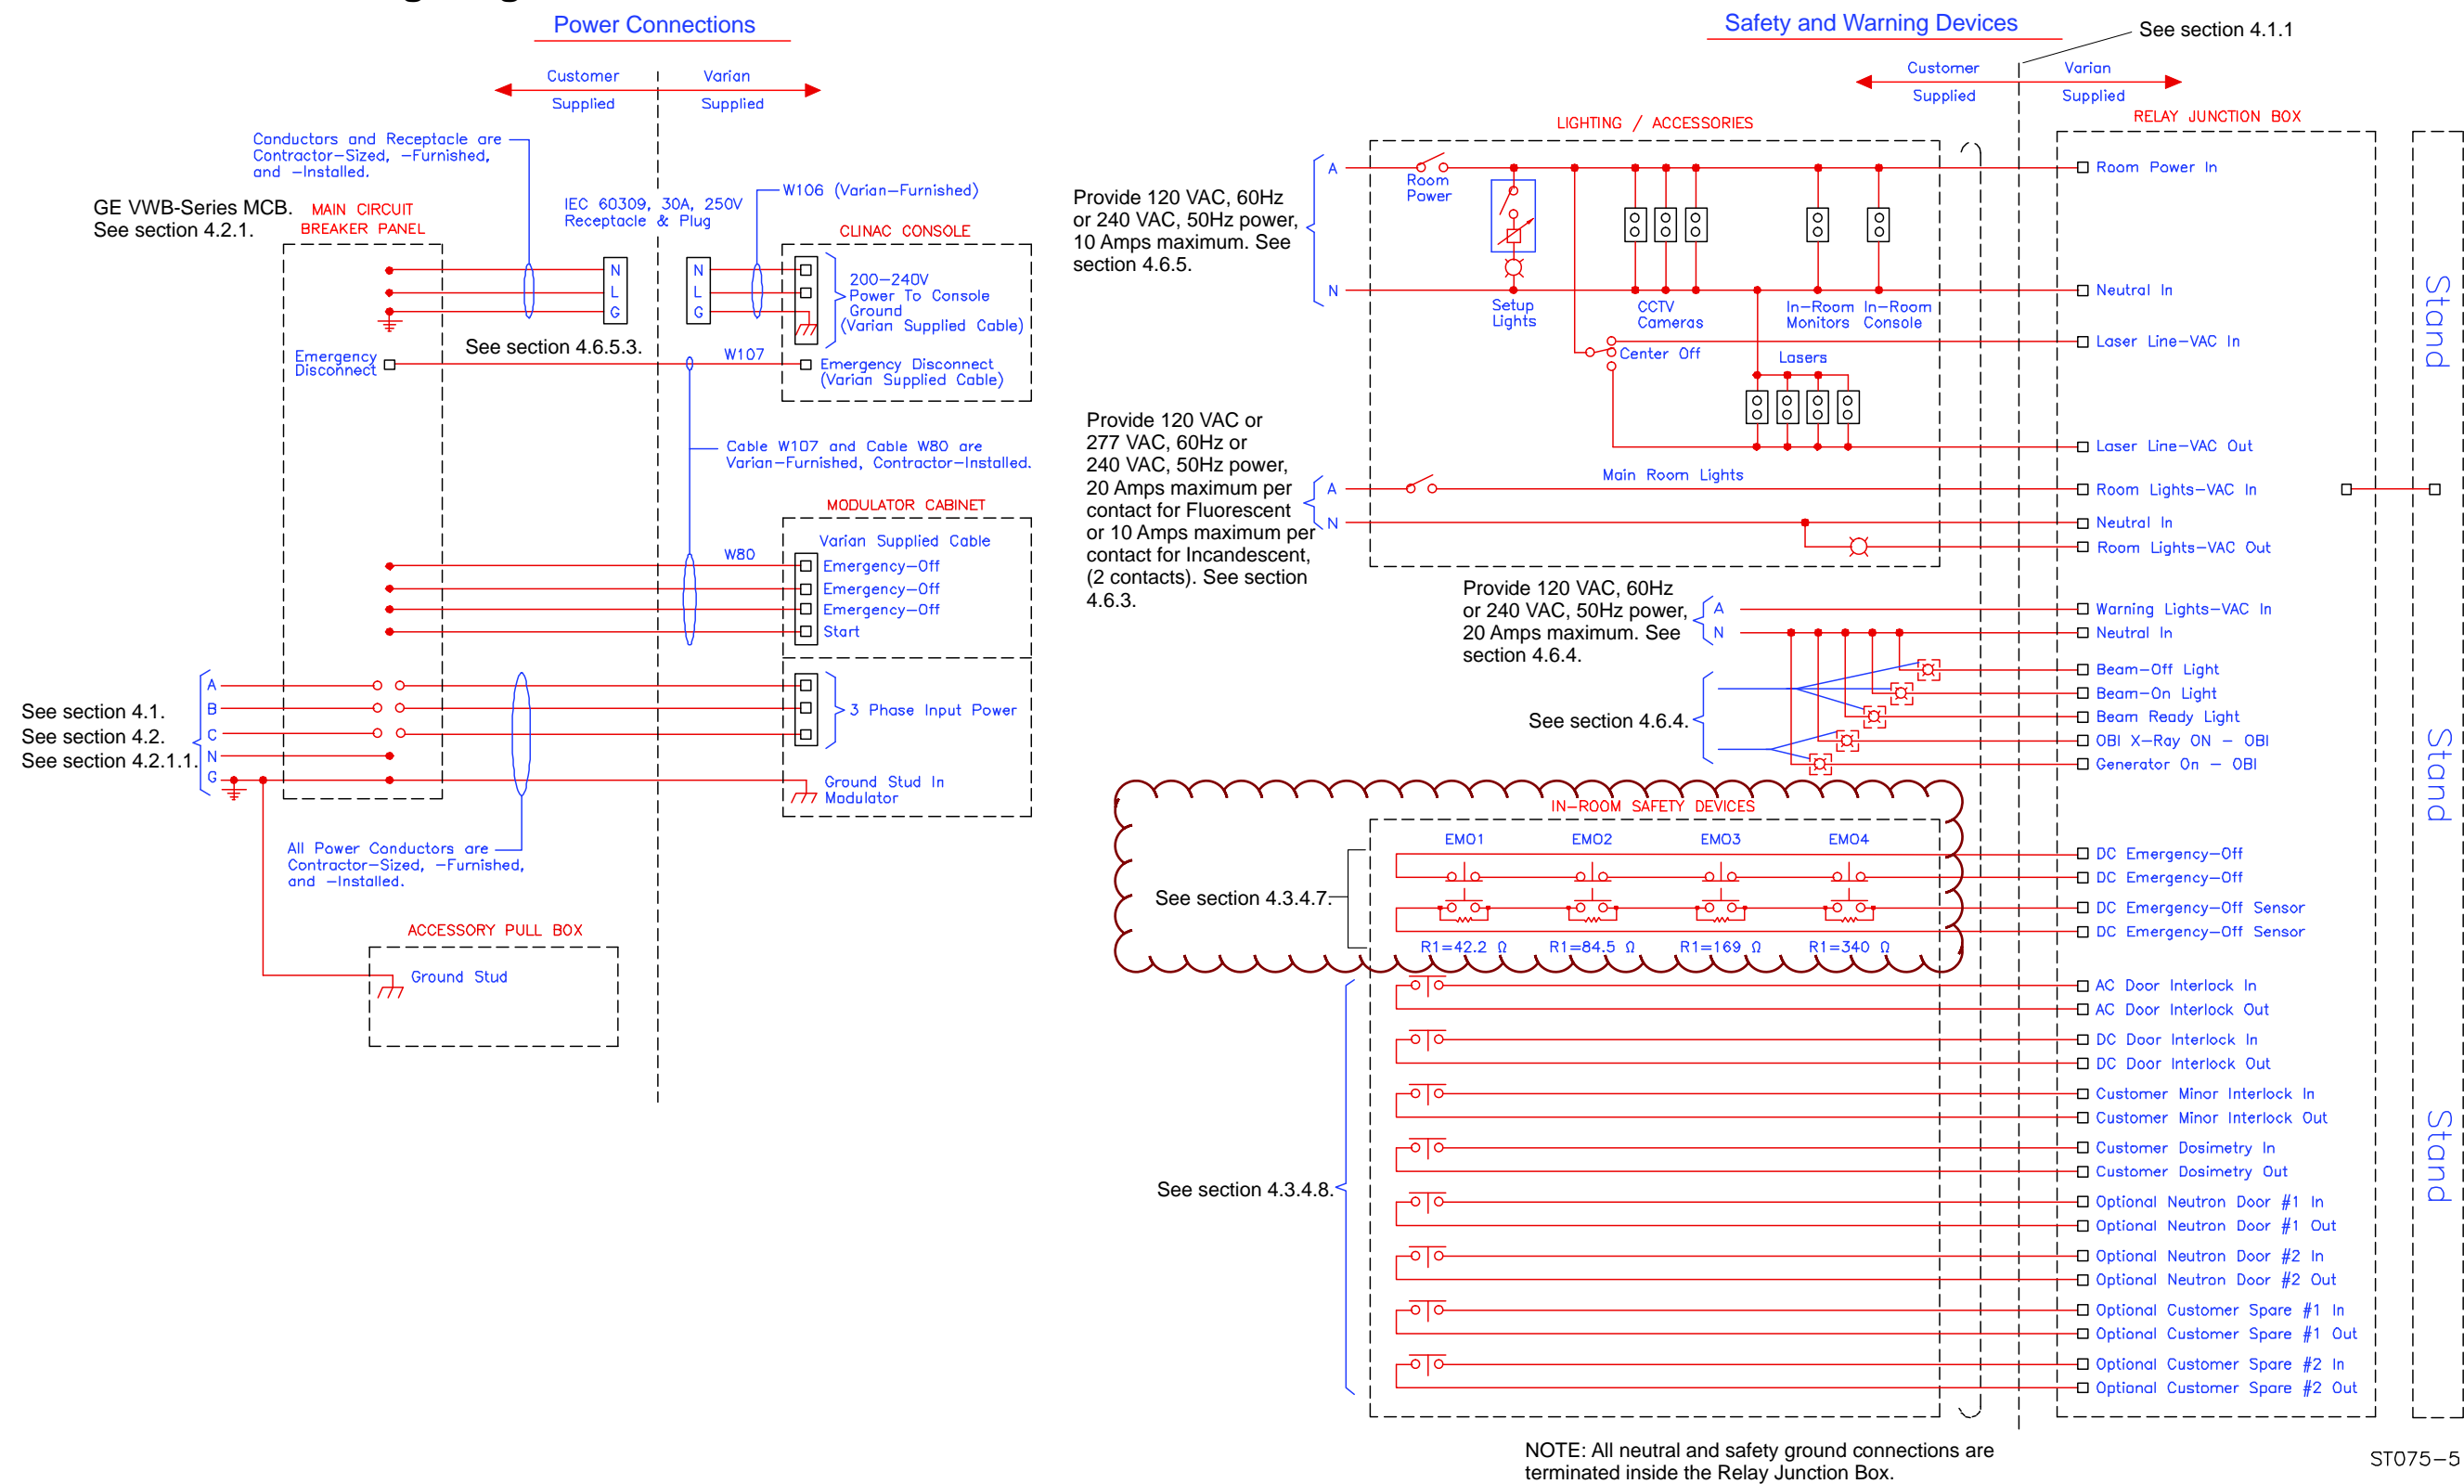 Power Connections
Customer
Supplied
Varian
Supplied
Conductors and Receptacle are
Contractor-Sized, -Furnished,
and -Installed.
GE VWB-Series MCB.
See section 4.2.1.
MAIN CIRCUIT
BREAKER PANEL
IEC 60309, 30A, 250V
Receptacle & Plug
W106 (Varian-Furnished)
CLINAC CONSOLE
N
L
G
N
L
G
200-240V
Power To Console
Ground
(Varian Supplied Cable)
See section 4.6.5.3.
Emergency
Disconnect
W107
Emergency Disconnect
(Varian Supplied Cable)
Cable W107 and Cable W80 are
Varian-Furnished, Contractor-Installed.
MODULATOR CABINET
Varian Supplied Cable
W80
Emergency-Off
Emergency-Off
Emergency-Off
Start
See section 4.1.
See section 4.2.
See section 4.2.1.1.
A
B
C
N
G
3 Phase Input Power
Ground Stud In
Modulator
All Power Conductors are
Contractor-Sized, -Furnished,
and -Installed.
ACCESSORY PULL BOX
Ground Stud
Safety and Warning Devices
See section 4.1.1
Customer
Supplied
Varian
Supplied
LIGHTING / ACCESSORIES
RELAY JUNCTION BOX
Provide 120 VAC, 60Hz
or 240 VAC, 50Hz power,
10 Amps maximum. See
section 4.6.5.
A
N
Room
Power
Setup
Lights
CCTV
Cameras
In-Room
Monitors
In-Room
Console
Center Off
Lasers
Room Power In
Neutral In
Laser Line-VAC In
Laser Line-VAC Out
Provide 120 VAC or
277 VAC, 60Hz or
240 VAC, 50Hz power,
20 Amps maximum per
contact for Fluorescent
or 10 Amps maximum per
contact for Incandescent,
(2 contacts). See section
4.6.3.
A
N
Main Room Lights
Room Lights-VAC In
Neutral In
Room Lights-VAC Out
Provide 120 VAC, 60Hz
or 240 VAC, 50Hz power,
20 Amps maximum. See
section 4.6.4.
A
N
Warning Lights-VAC In
Neutral In
See section 4.6.4.
Beam-Off Light
Beam-On Light
Beam Ready Light
OBI X-Ray ON - OBI
Generator On - OBI
IN-ROOM SAFETY DEVICES
EMO1
EMO2
EMO3
EMO4
See section 4.3.4.7.
R1=42.2 Ω
R1=84.5 Ω
R1=169 Ω
R1=340 Ω
DC Emergency-Off
DC Emergency-Off
DC Emergency-Off Sensor
DC Emergency-Off Sensor
See section 4.3.4.8.
AC Door Interlock In
AC Door Interlock Out
DC Door Interlock In
DC Door Interlock Out
Customer Minor Interlock In
Customer Minor Interlock Out
Customer Dosimetry In
Customer Dosimetry Out
Optional Neutron Door #1 In
Optional Neutron Door #1 Out
Optional Neutron Door #2 In
Optional Neutron Door #2 Out
Optional Customer Spare #1 In
Optional Customer Spare #1 Out
Optional Customer Spare #2 In
Optional Customer Spare #2 Out
Stand
Stand
Stand
NOTE: All neutral and safety ground connections are
terminated inside the Relay Junction Box.
ST075-5